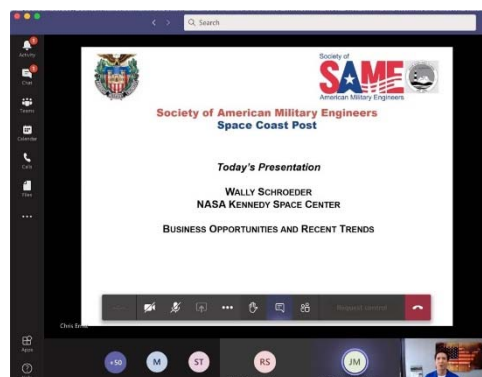 Search
Activity
Chat
Teams
Calendar
Calls
Files
Society of
SAME
American Military Engineers
Society of American Military Engineers
Space Coast Post
Today's Presentation
WALLY SCHROEDER
NASA KENNEDY SPACE CENTER
BUSINESS OPPORTUNITIES AND RECENT TRENDS
Request control
Apps
+50
M
ST
RS
JM